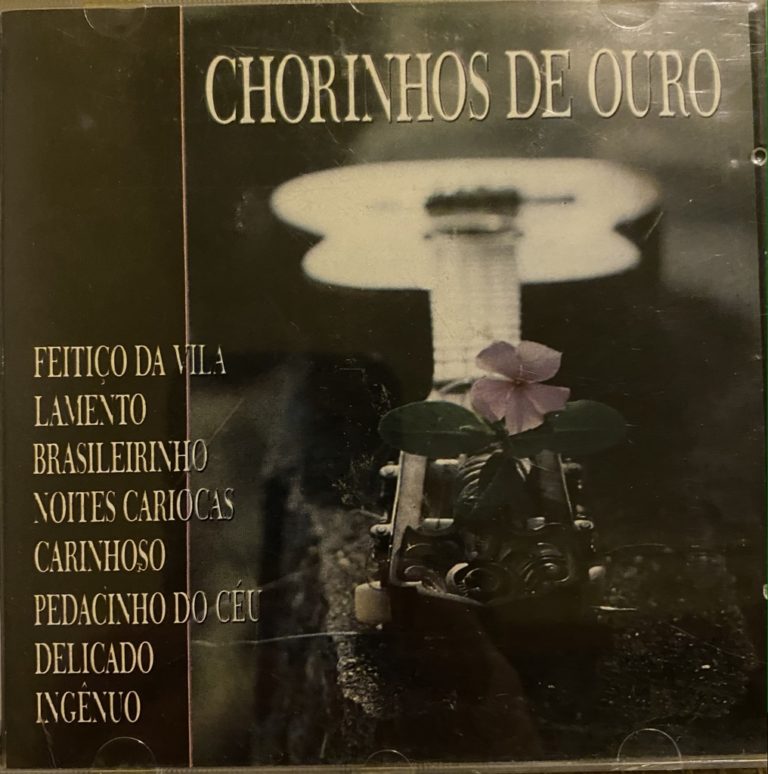 CHORINHOS DE OURO
FEITIÇO DA VILA
LAMENTO
BRASILEIRINHO
NOITES CARIOCAS
CARINHOSO
PEDACINHO DO CÉU
DELICADO
INGÊNUO